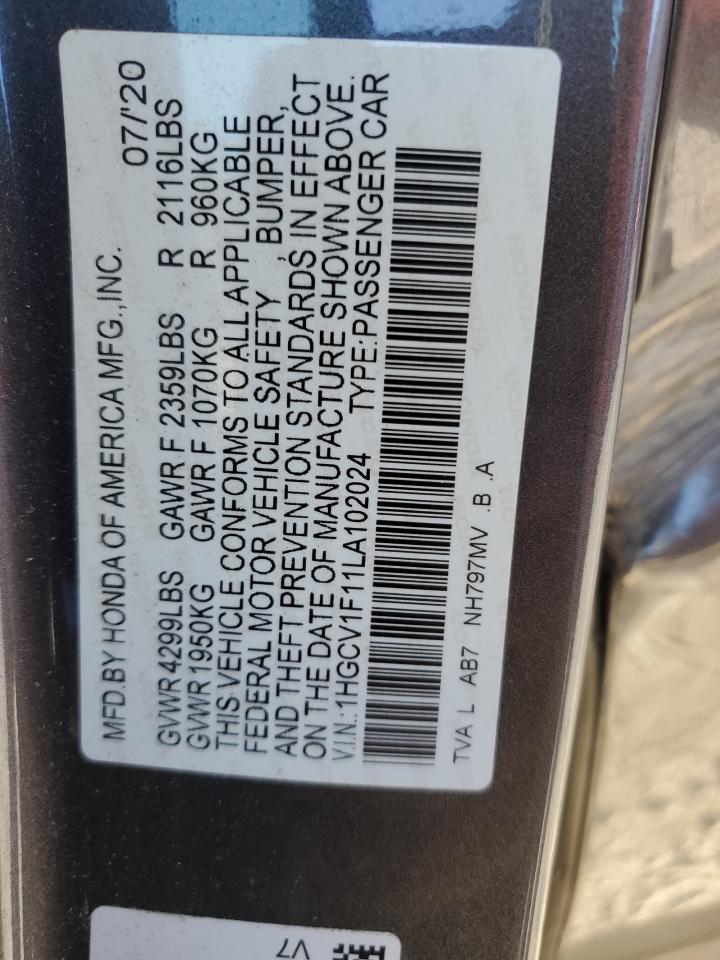 MFD.BY HONDA OF AMERICA MFG.,INC. 07/'20
GVWR 4299LBS GAWR F 2359LBS R 2116LBS
GVWR 1950KG GAWR F 1070KG R 960KG
THIS VEHICLE CONFORMS TO ALL APPLICABLE
FEDERAL MOTOR VEHICLE SAFETY , BUMPER,
AND THEFT PREVENTION STANDARDS IN EFFECT
ON THE DATE OF MANUFACTURE SHOWN ABOVE.
V.I.N.:1HGCV1F11LA102024 TYPE:PASSENGER CAR
TVA L AB7 NH797MV .B .A
V7